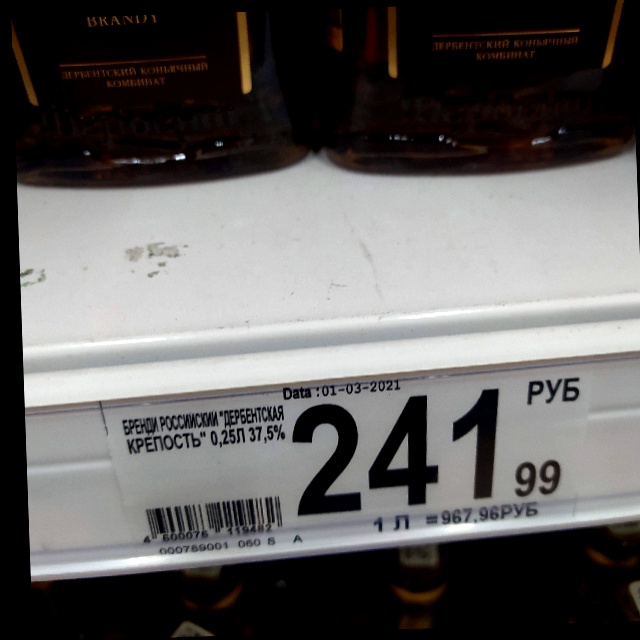 BRANDY
ДЕРБЕНТСКИЙ КОНЬЯЧНЫЙ
КОМБИНАТ
ДЕРБЕНТСКИЙ КОНЬЯЧНЫЙ
КОМБИНАТ
Data :01-03-2021
БРЕНДИ РОССИЙСКИЙ "ДЕРБЕНТСКАЯ
КРЕПОСТЬ" 0,25Л 37,5%
241 99 РУБ
1 Л =967,96РУБ
000789001 060 S A